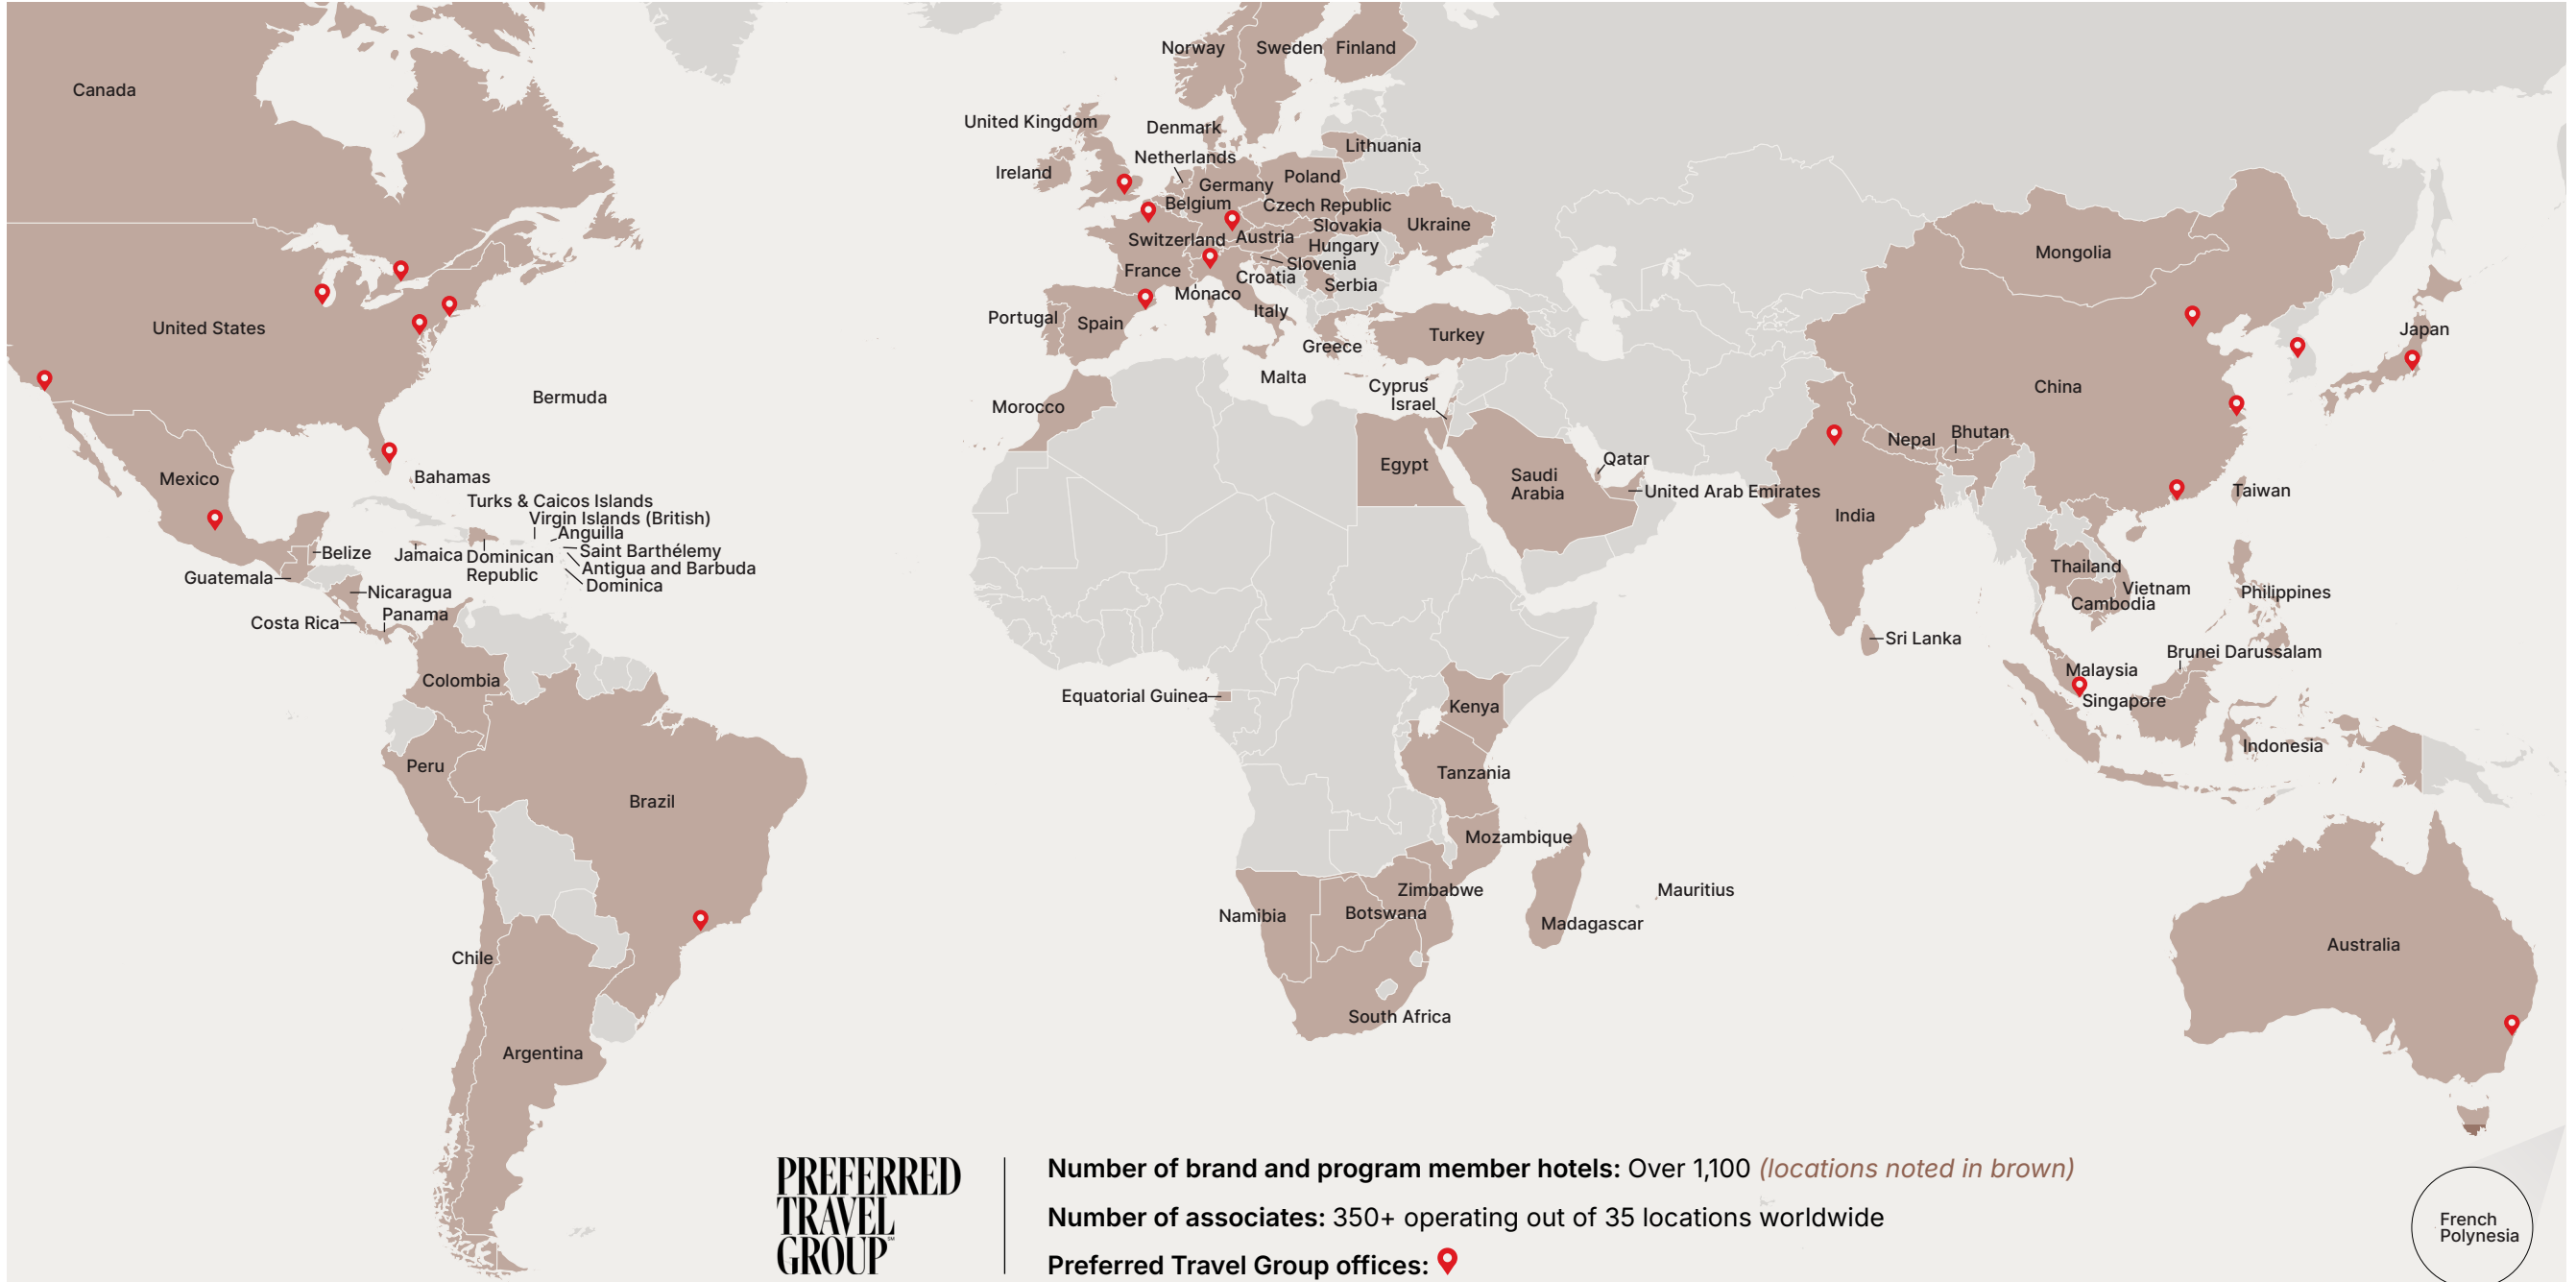 Canada
United States
Mexico
Bermuda
Bahamas
Turks & Caicos Islands
Virgin Islands (British)
Anguilla
Saint Barthélemy
Antigua and Barbuda
Dominica
Jamaica
Dominican
Republic
Belize
Guatemala
Nicaragua
Costa Rica
Panama
Colombia
Peru
Brazil
Chile
Argentina
Norway
Sweden
Finland
United Kingdom
Denmark
Lithuania
Netherlands
Ireland
Germany
Poland
Belgium
Czech Republic
Slovakia
Ukraine
Switzerland
Austria
Hungary
Slovenia
France
Croatia
Serbia
Monaco
Italy
Portugal
Spain
Greece
Turkey
Malta
Cyprus
Israel
Morocco
Egypt
Saudi
Arabia
Qatar
United Arab Emirates
Equatorial Guinea
Kenya
Tanzania
Mozambique
Zimbabwe
Namibia
Botswana
Madagascar
Mauritius
South Africa
Mongolia
China
Japan
Nepal
Bhutan
Taiwan
India
Thailand
Vietnam
Cambodia
Philippines
Sri Lanka
Brunei Darussalam
Malaysia
Singapore
Indonesia
Australia
French
Polynesia
PREFERRED
TRAVEL
GROUP℠
Number of brand and program member hotels: Over 1,100 (locations noted in brown)
Number of associates: 350+ operating out of 35 locations worldwide
Preferred Travel Group offices: